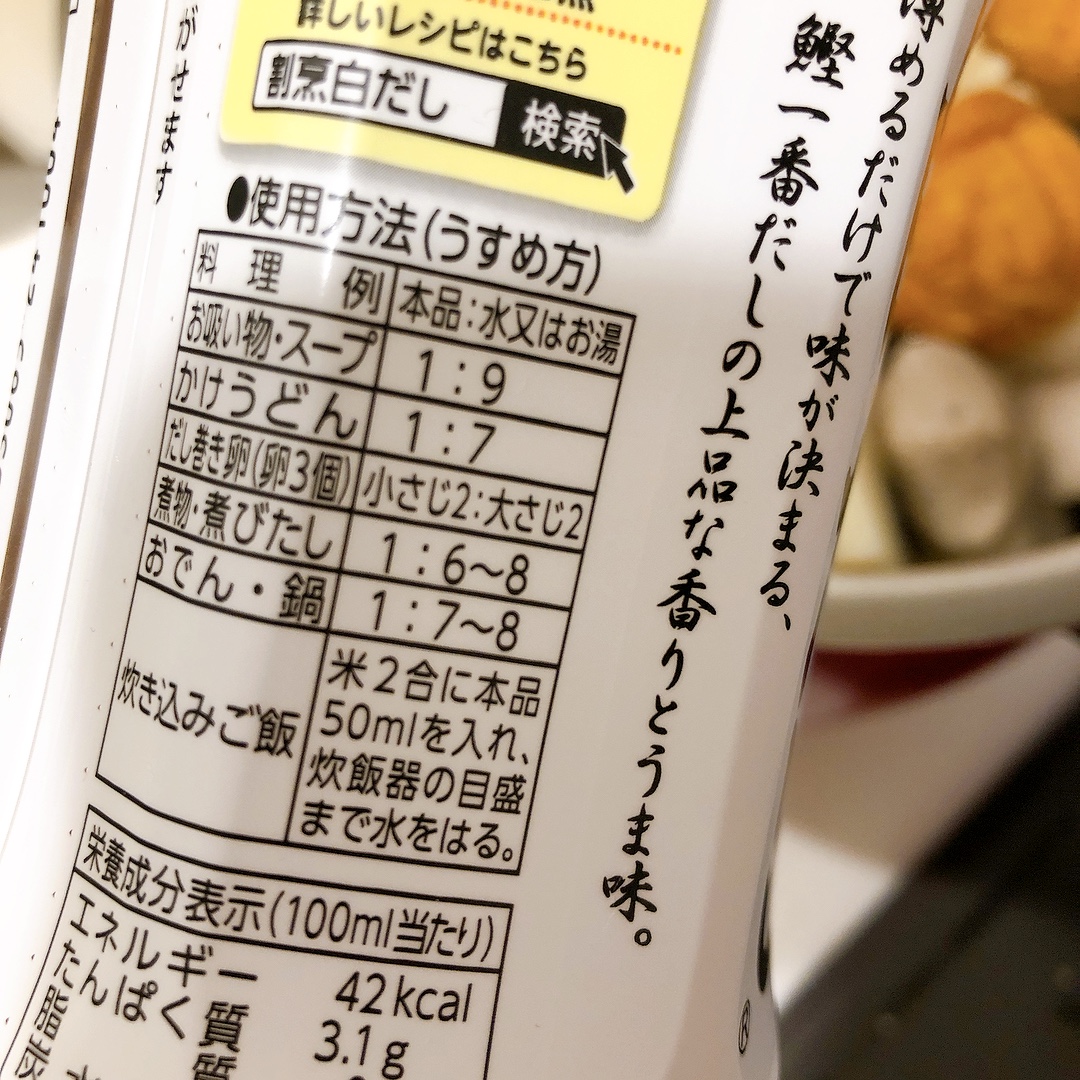 詳しいレシピはこちら
割烹白だし 検索
薄めるだけで味が決まる、
鰹一番だしの上品な香りとうま味。
がせます
●使用方法(うすめ方)
料理例 本品:水又はお湯
お吸い物・スープ 1:9
かけうどん 1:7
だし巻き卵(卵3個) 小さじ2:大さじ2
煮物・煮びたし 1:6〜8
おでん・鍋 1:7〜8
炊き込みご飯 米2合に本品
50mlを入れ、
炊飯器の目盛
まで水をはる。
栄養成分表示(100ml当たり)
エネルギー 42kcal
たんぱく質 3.1g
脂 質
®